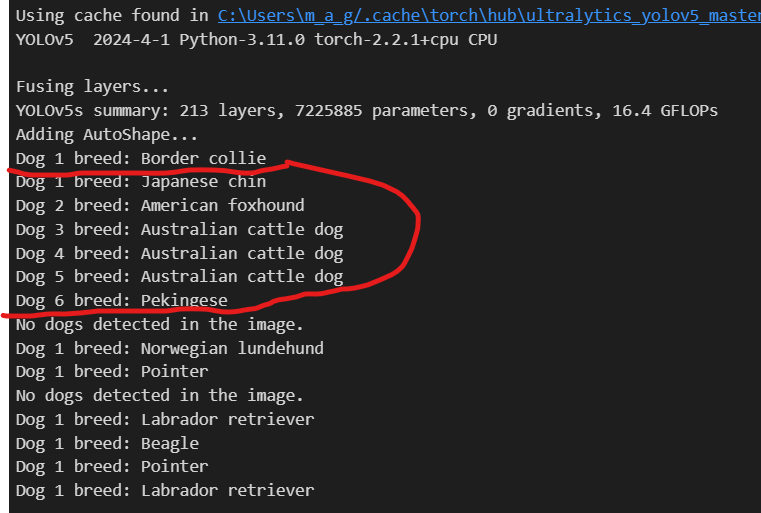 Using cache found in C:\Users\m_a_g/.cache\torch\hub\ultralytics_yolov5_master
YOLOv5  2024-4-1 Python-3.11.0 torch-2.2.1+cpu CPU
Fusing layers...
YOLOv5s summary: 213 layers, 7225885 parameters, 0 gradients, 16.4 GFLOPs
Adding AutoShape...
Dog 1 breed: Border collie
Dog 1 breed: Japanese chin
Dog 2 breed: American foxhound
Dog 3 breed: Australian cattle dog
Dog 4 breed: Australian cattle dog
Dog 5 breed: Australian cattle dog
Dog 6 breed: Pekingese
No dogs detected in the image.
Dog 1 breed: Norwegian lundehund
Dog 1 breed: Pointer
No dogs detected in the image.
Dog 1 breed: Labrador retriever
Dog 1 breed: Beagle
Dog 1 breed: Pointer
Dog 1 breed: Labrador retriever